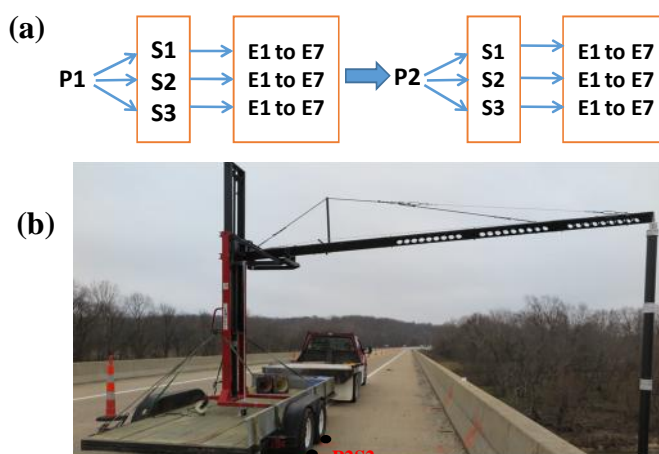 (a)
S1 E1 to E7 S1 E1 to E7
P1 S2 E1 to E7 P2 S2 E1 to E7
S3 E1 to E7 S3 E1 to E7
(b)